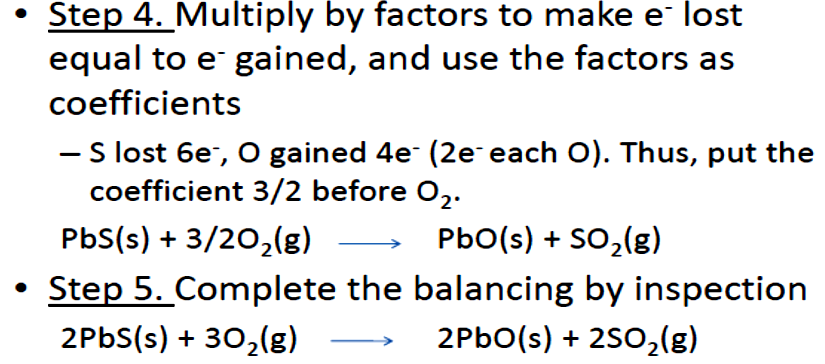 • Step 4. Multiply by factors to make e⁻ lost
equal to e⁻ gained, and use the factors as
coefficients
– S lost 6e⁻, O gained 4e⁻ (2e⁻ each O). Thus, put the
coefficient 3/2 before O₂.
PbS(s) + 3/2O₂(g) → PbO(s) + SO₂(g)
• Step 5. Complete the balancing by inspection
2PbS(s) + 3O₂(g) → 2PbO(s) + 2SO₂(g)